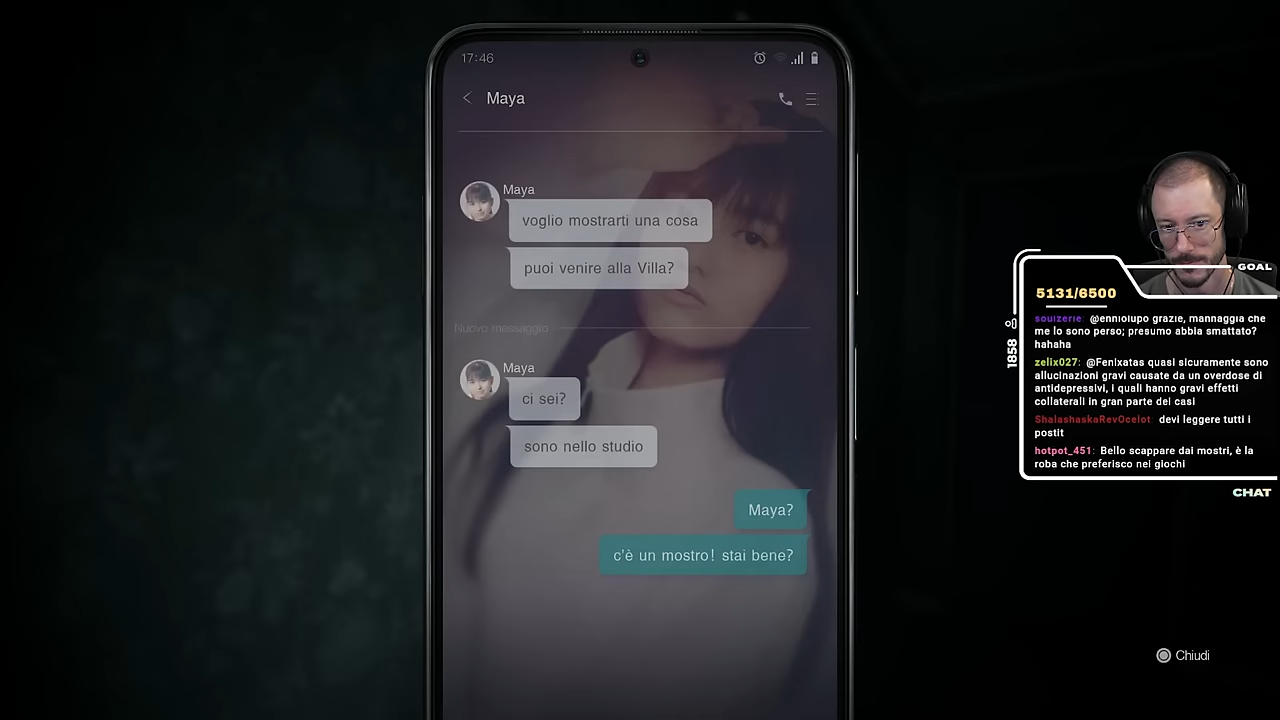 17:46
Maya
Maya
voglio mostrarti una cosa
puoi venire alla Villa?
Nuovo messaggio
Maya
ci sei?
sono nello studio
Maya?
c'è un mostro! stai bene?
Chiudi
GOAL
5131/6500
1858
souizerie: @enniolupo grazie, mannaggia che
me lo sono perso; presumo abbia smattato?
hahaha
zelix027: @Fenixatas quasi sicuramente sono
allucinazioni gravi causate da un overdose di
antidepressivi, i quali hanno gravi effetti
collaterali in gran parte dei casi
ShalashaskaRevOcelot: devi leggere tutti i
postit
hotpot_451: Bello scappare dai mostri, è la
roba che preferisco nei giochi
CHAT